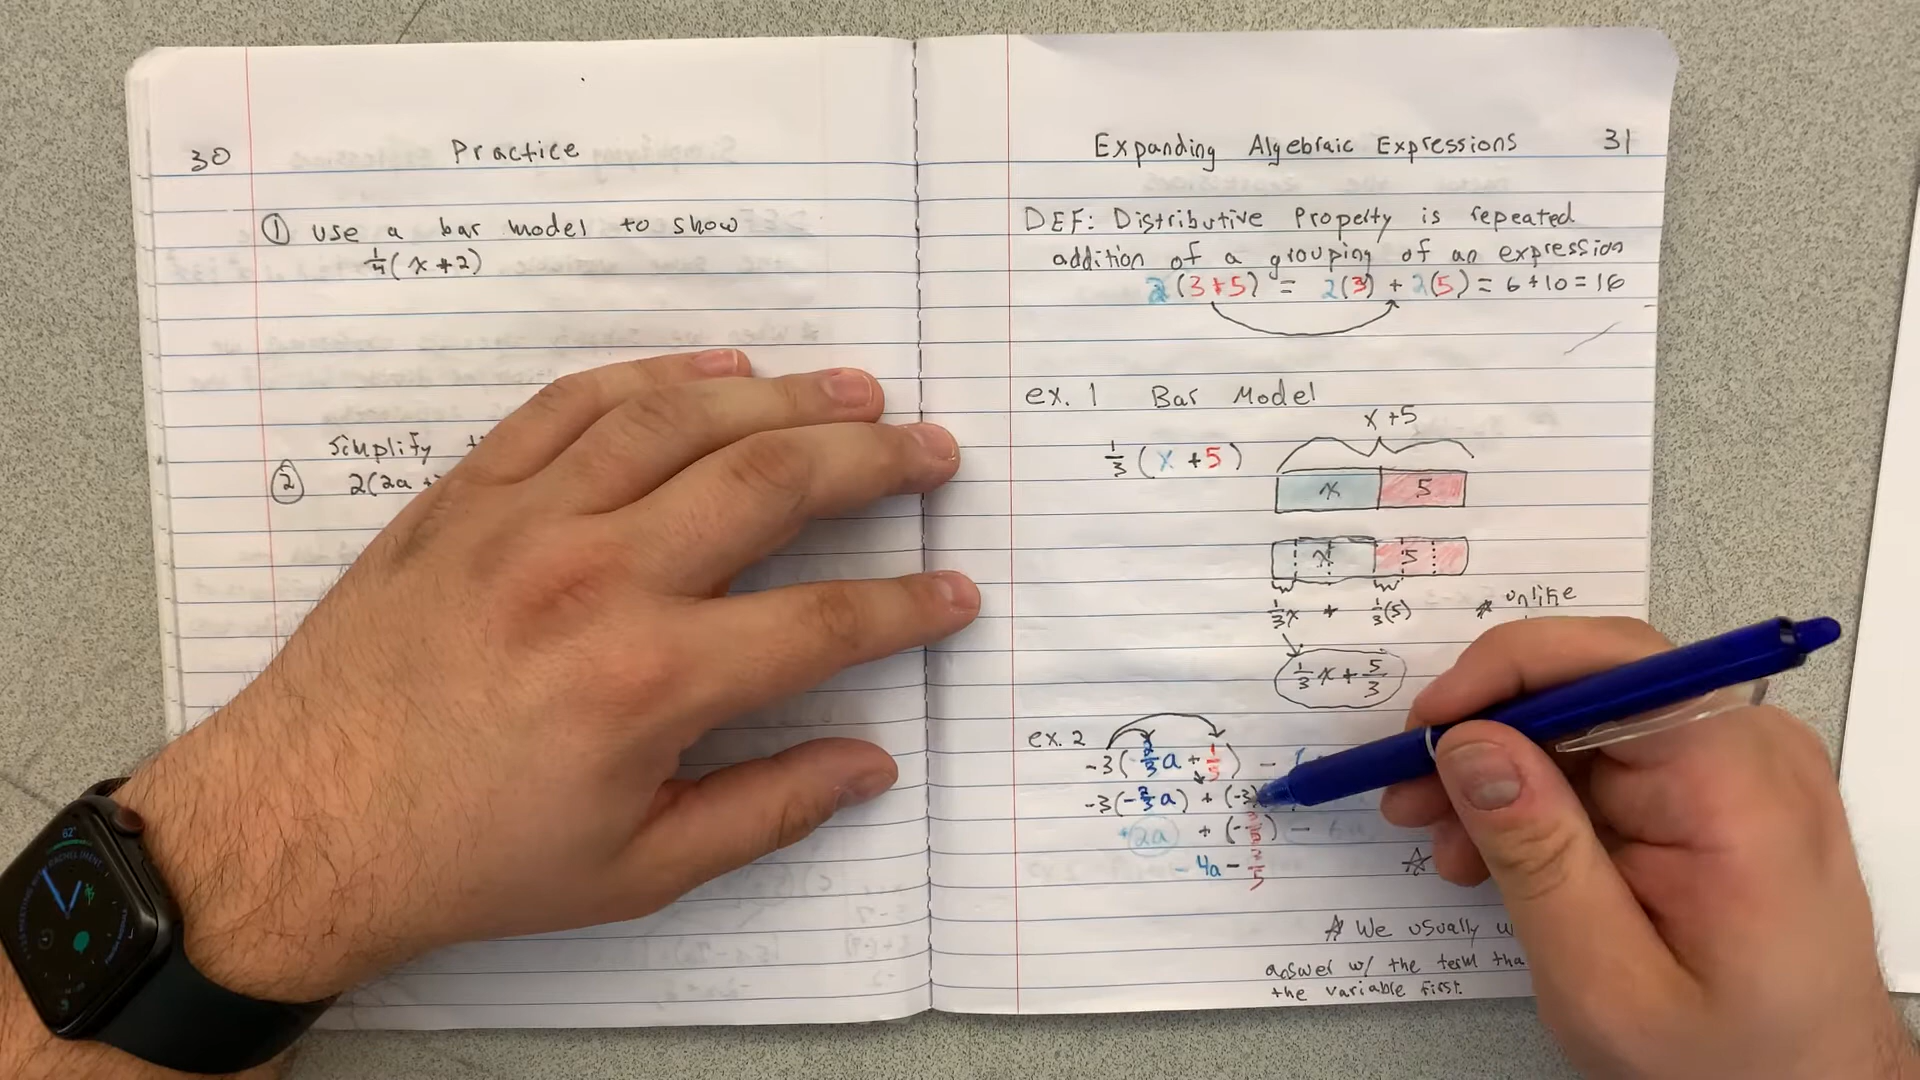 30 Practice
① use a bar model to show
1/4(x+2)
Simplify
② 2(2a +
Expanding Algebraic Expressions 31
DEF: Distributive Property is repeated
addition of a grouping of an expression
2(3+5) = 2(3) + 2(5) = 6+10=16
ex. 1 Bar Model
x+5
1/3(x+5)
x 5
x 5
1/3x + 1/3(5)
* unlike
1/3x + 5/3
ex. 2
-3(-2/3a + 1/5) -
-3(-2/3a) + (-3)
+2a + (- ) -
-4a - 3/5
☆ We usually
answer w/ the term
the variable first.